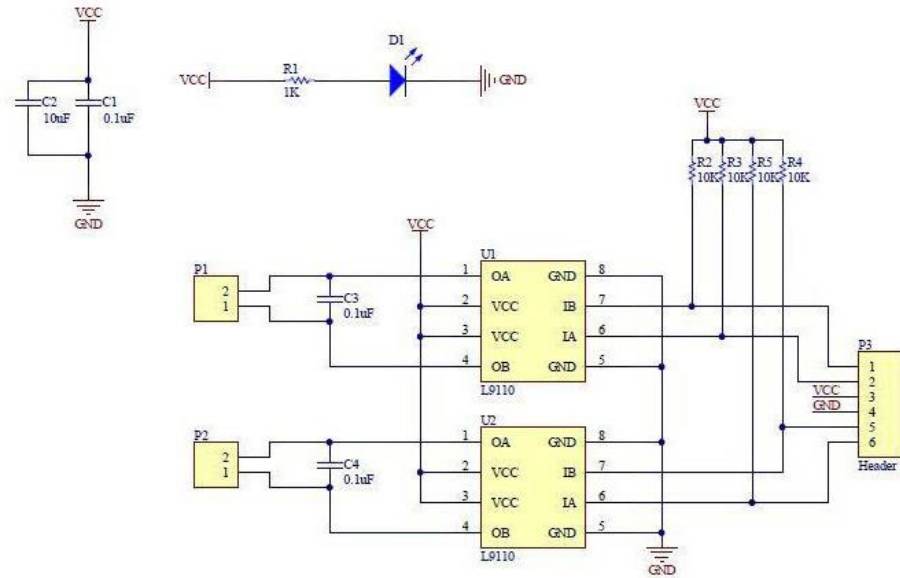 VCC
C2
10uF
C1
0.1uF
GND
VCC
R1
1K
D1
GND
VCC
R2
10K
R3
10K
R5
10K
R4
10K
VCC
P1
2
1
C3
0.1uF
U1
1 OA GND 8
2 VCC IB 7
3 VCC IA 6
4 OB GND 5
L9110
P2
2
1
C4
0.1uF
U2
1 OA GND 8
2 VCC IB 7
3 VCC IA 6
4 OB GND 5
L9110
GND
P3
1
2
VCC 3
GND 4
5
6
Header